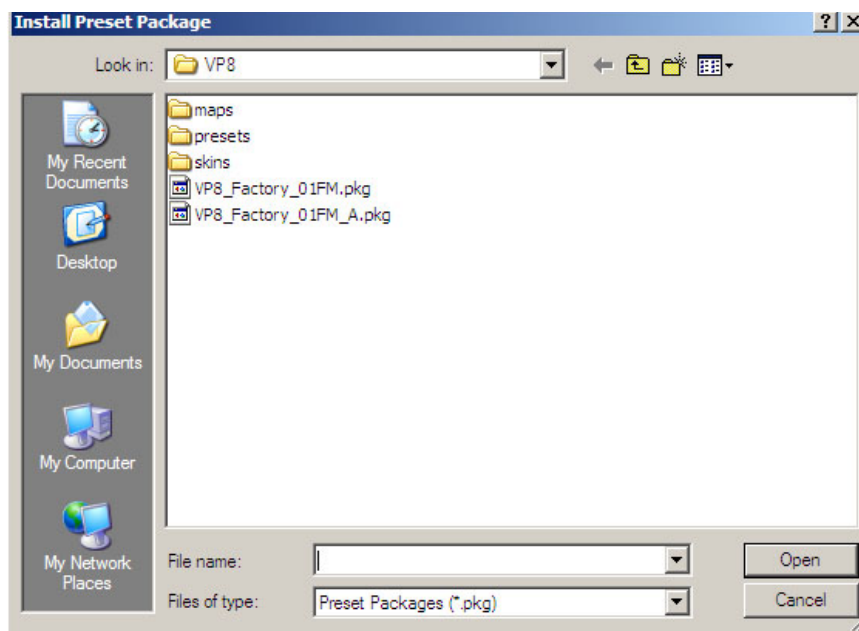 Install Preset Package
Look in: VP8
maps
presets
skins
VP8_Factory_01FM.pkg
VP8_Factory_01FM_A.pkg
My Recent
Documents
Desktop
My Documents
My Computer
My Network
Places
File name:
Open
Files of type: Preset Packages (*.pkg)
Cancel